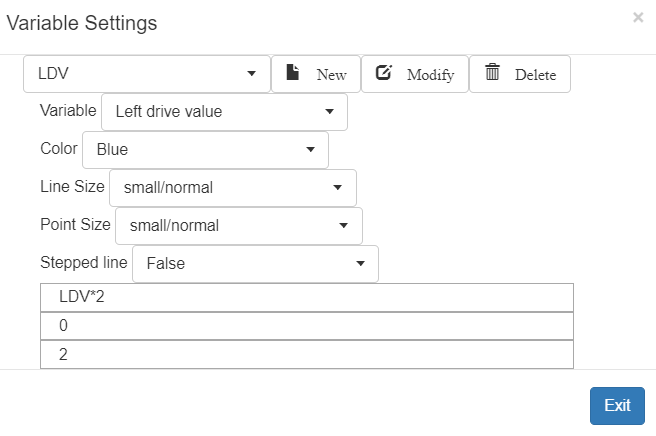 Variable Settings ×
LDV New Modify Delete
Variable Left drive value
Color Blue
Line Size small/normal
Point Size small/normal
Stepped line False
LDV*2
0
2
Exit